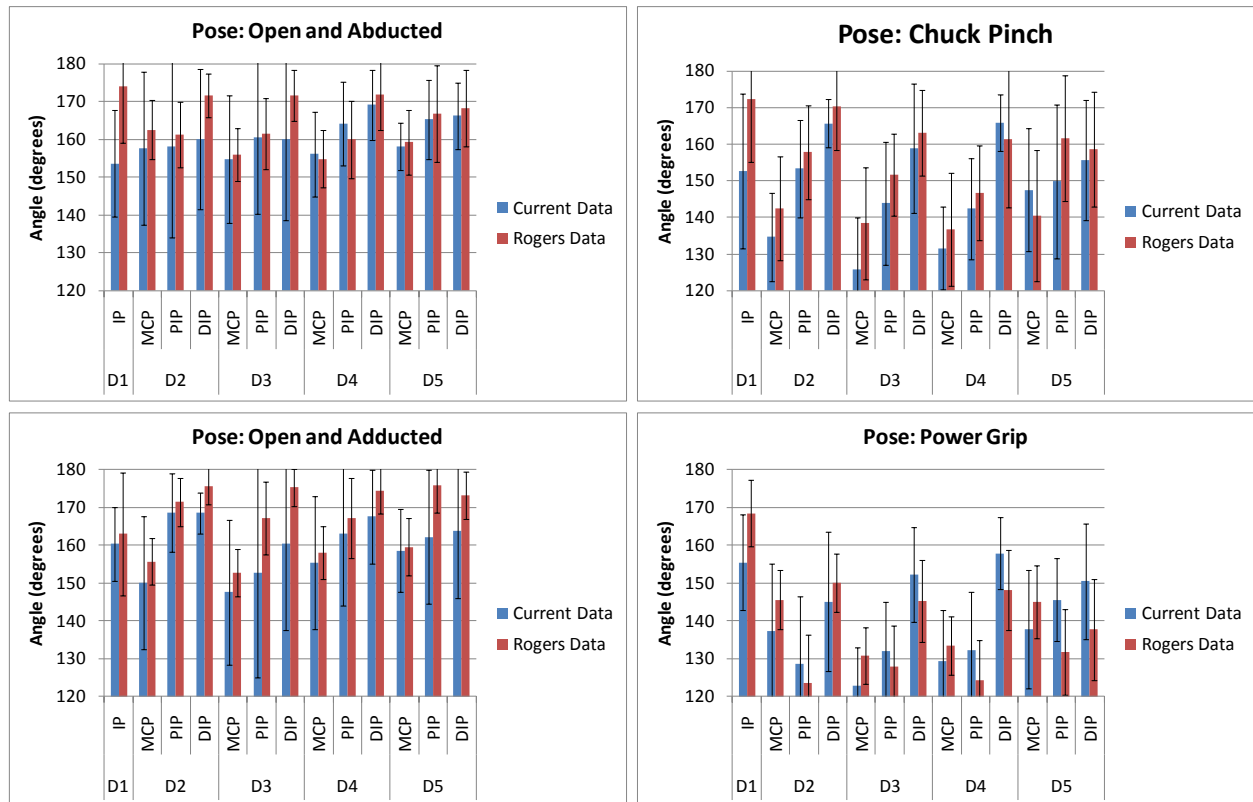 Pose: Open and Abducted
Angle (degrees)
180
170
160
150
140
130
120
IP MCP PIP DIP MCP PIP DIP MCP PIP DIP MCP PIP DIP
D1 D2 D3 D4 D5
Current Data
Rogers Data
Pose: Chuck Pinch
Angle (degrees)
180
170
160
150
140
130
120
IP MCP PIP DIP MCP PIP DIP MCP PIP DIP MCP PIP DIP
D1 D2 D3 D4 D5
Current Data
Rogers Data
Pose: Open and Adducted
Angle (degrees)
180
170
160
150
140
130
120
IP MCP PIP DIP MCP PIP DIP MCP PIP DIP MCP PIP DIP
D1 D2 D3 D4 D5
Current Data
Rogers Data
Pose: Power Grip
Angle (degrees)
180
170
160
150
140
130
120
IP MCP PIP DIP MCP PIP DIP MCP PIP DIP MCP PIP DIP
D1 D2 D3 D4 D5
Current Data
Rogers Data